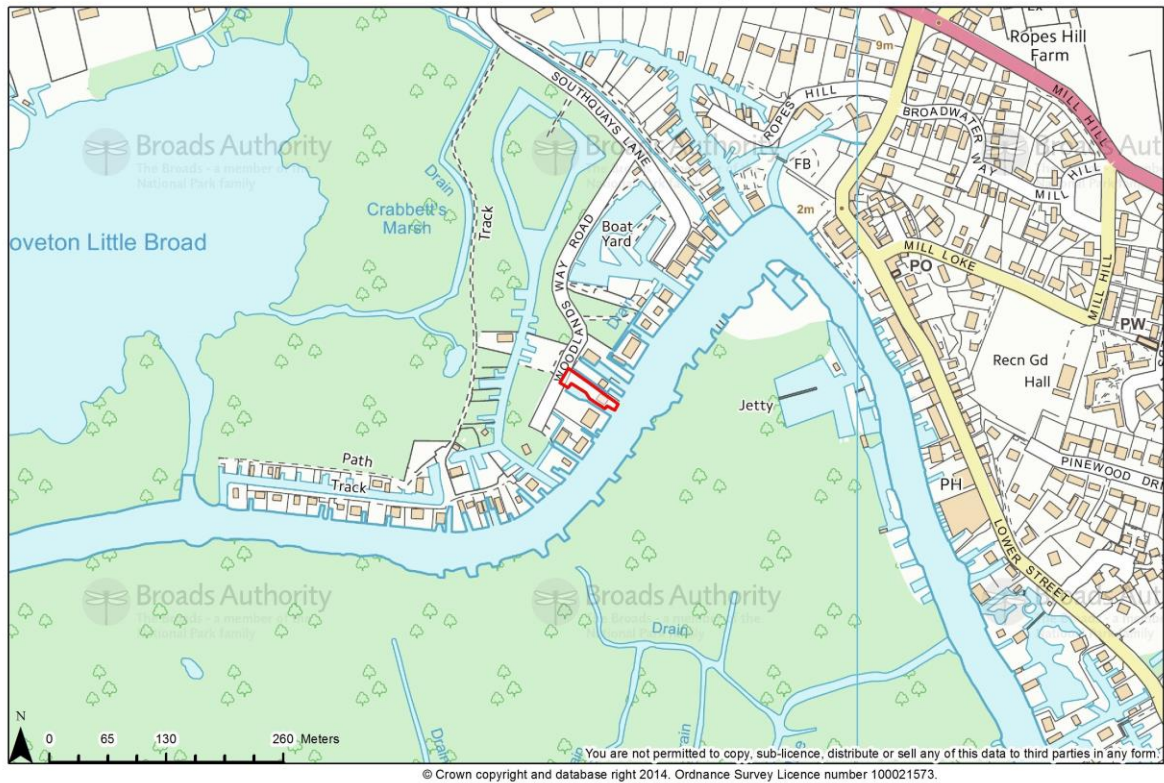 Ropes Hill
Farm
9m
MILL HILL
SOUTHQUAYS LANE
ROPES HILL
BROADWATER WAY
MILL HILL
Broads Authority
The Broads - a member of the
National Park family
Drain
Crabbett's
Marsh
Track
FB
2m
oveton Little Broad
Boat
Yard
WOODLANDS WAY ROAD
Drain
MILL LOKE
PO
MILL HILL
PW
Recn Gd
Hall
Jetty
PINEWOOD DRI
Path
Track
PH
LOWER STREET
Broads Authority
The Broads - a member of the
National Park family
Broads Authority
Drain
Drain
Drain
N
0 65 130 260 Meters
You are not permitted to copy, sub-licence, distribute or sell any of this data to third parties in any form.
© Crown copyright and database right 2014. Ordnance Survey Licence number 100021573.